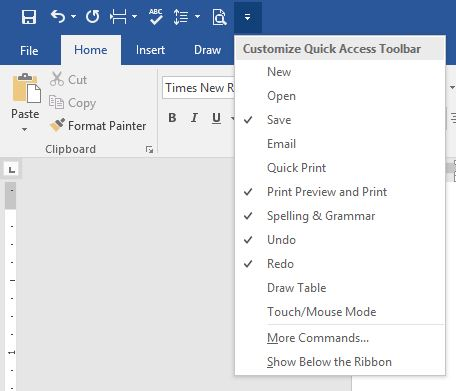 ABC
File Home Insert Draw
Customize Quick Access Toolbar
New
Open
Save
Email
Quick Print
Print Preview and Print
Spelling & Grammar
Undo
Redo
Draw Table
Touch/Mouse Mode
More Commands...
Show Below the Ribbon
Paste
Cut
Copy
Format Painter
Clipboard
Times New R
B I U
L
1